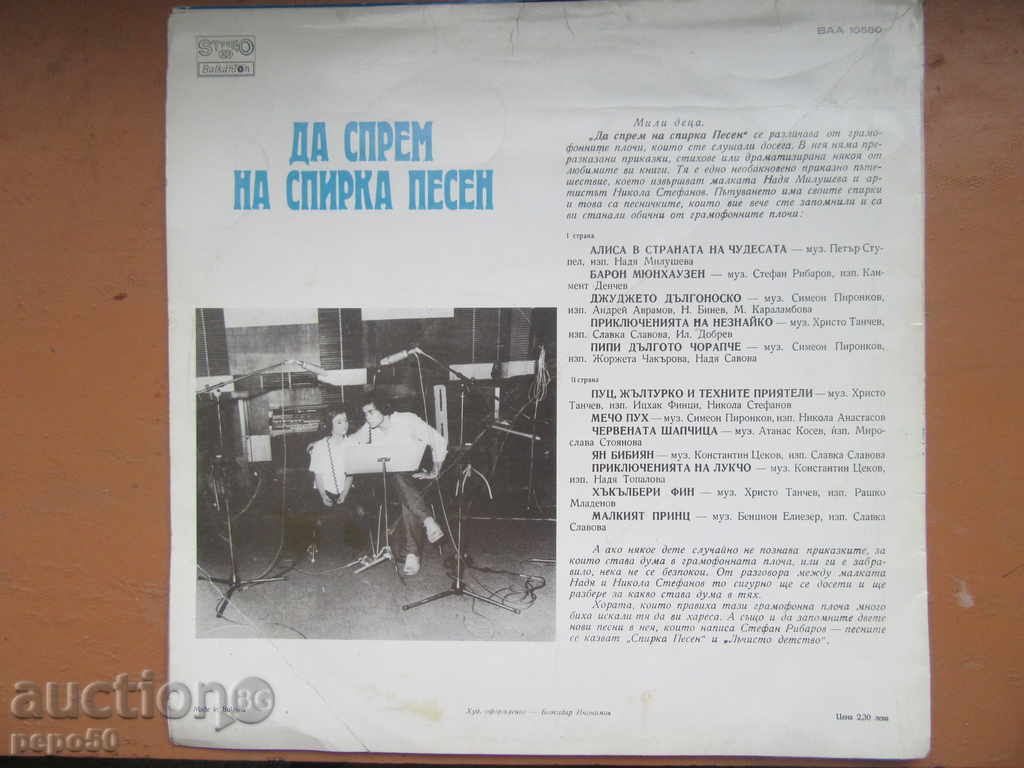 STEREO
Balkanton
ВАА 10580
ДА СПРЕМ
НА СПИРКА ПЕСЕН
Мили деца.
„Да спрем на спирка Песен“ се различава от грамо-
фонните плочи, които сте слушали досега. В нея няма пре-
разказани приказки, стихове или драматизирана някоя от
любимите ви книги. Тя е едно необикновено приказно пъте-
шествие, което извършват малката Надя Милушева и ар-
тистът Никола Стефанов. Пътуването има своите спирки
и това са песничките, които вие вече сте запомнили и са
ви станали обични от грамофонните плочи:
I страна
АЛИСА В СТРАНАТА НА ЧУДЕСАТА — муз. Петър Сту-
пел, изп. Надя Милушева
БАРОН МЮНХАУЗЕН — муз. Стефан Рибаров, изп. Кли-
мент Денчев
ДЖУДЖЕТО ДЪЛГОНОСКО — муз. Симеон Пиронков,
изп. Андрей Аврамов, Н. Бинев, М. Караламбова
ПРИКЛЮЧЕНИЯТА НА НЕЗНАЙКО — муз. Христо Танчев,
изп. Славка Славова, Ил. Добрев
ПИПИ ДЪЛГОТО ЧОРАПЧЕ — муз. Симеон Пиронков,
изп. Жоржета Чакърова, Надя Савова
II страна
ПУЦ, ЖЪЛТУРКО И ТЕХНИТЕ ПРИЯТЕЛИ — муз. Христо
Танчев, изп. Ицхак Финци, Никола Стефанов
МЕЧО ПУХ — муз. Симеон Пиронков, изп. Никола Анастасов
ЧЕРВЕНАТА ШАПЧИЦА — муз. Атанас Косев, изп. Миро-
слава Стоянова
ЯН БИБИЯН — муз. Константин Цеков, изп. Славка Славова
ПРИКЛЮЧЕНИЯТА НА ЛУКЧО — муз. Константин Цеков,
изп. Надя Топалова
ХЪКЪЛБЕРИ ФИН — муз. Христо Танчев, изп. Рашко
Младенов
МАЛКИЯТ ПРИНЦ — муз. Бенцион Елиезер, изп. Славка
Славова
А ако някое дете случайно не познава приказките, за
които става дума в грамофонната плоча, или ги е забра-
вило, нека не се безпокои. От разговора между малката
Надя и Никола Стефанов то сигурно ще се досети и ще
разбере за какво става дума в тях.
Хората, които правиха тази грамофонна плоча много
биха искали тя да ви хареса. А също и да запомните двете
нови песни в нея, които написа Стефан Рибаров — песните
се казват „Спирка Песен“ и „Лъчисто детство“.
Made in Bulgaria
Худ. оформление — Божидар Икономов
Цена 2,30 лева
auction BG
pepo50